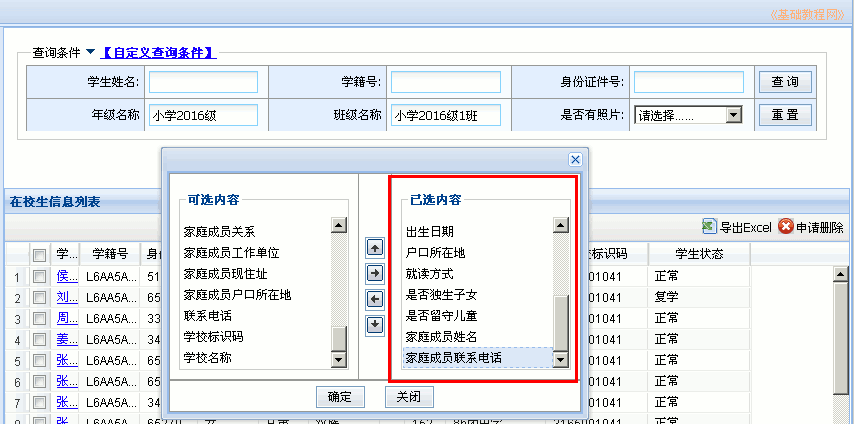 《基础教程网》
查询条件 【自定义查询条件】
学生姓名: 学籍号: 身份证件号: 查 询
年级名称 小学2016级 班级名称 小学2016级1班 是否有照片: 请选择...... 重 置
在校生信息列表
导出Excel 申请删除
可选内容
家庭成员关系
家庭成员工作单位
家庭成员现住址
家庭成员户口所在地
联系电话
学校标识码
学校名称
已选内容
出生日期
户口所在地
就读方式
是否独生子女
是否留守儿童
家庭成员姓名
家庭成员联系电话
确定 关闭
学... 学籍号 标识码 学生状态
1 侯... L6AA5A... 51 01041 正常
2 刘... L6AA5A... 65 01041 复学
3 周... L6AA5A... 33 01041 正常
4 姜... L6AA5A... 34 01041 正常
5 张... L6AA5A... 65 01041 正常
6 张... L6AA5A... 65 01041 正常
7 张... L6AA5A... 34 01041 正常
张...